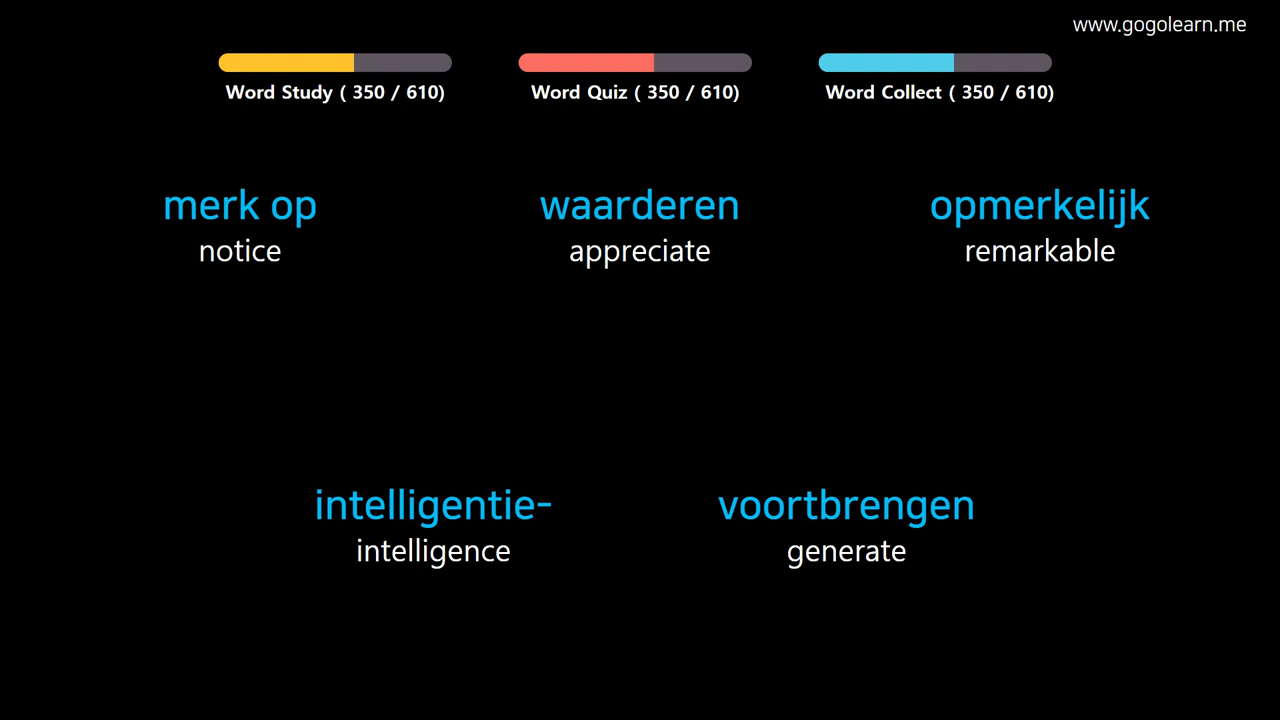 www.gogolearn.me
Word Study ( 350 / 610)
Word Quiz ( 350 / 610)
Word Collect ( 350 / 610)
merk op
notice
waarderen
appreciate
opmerkelijk
remarkable
intelligentie-
intelligence
voortbrengen
generate